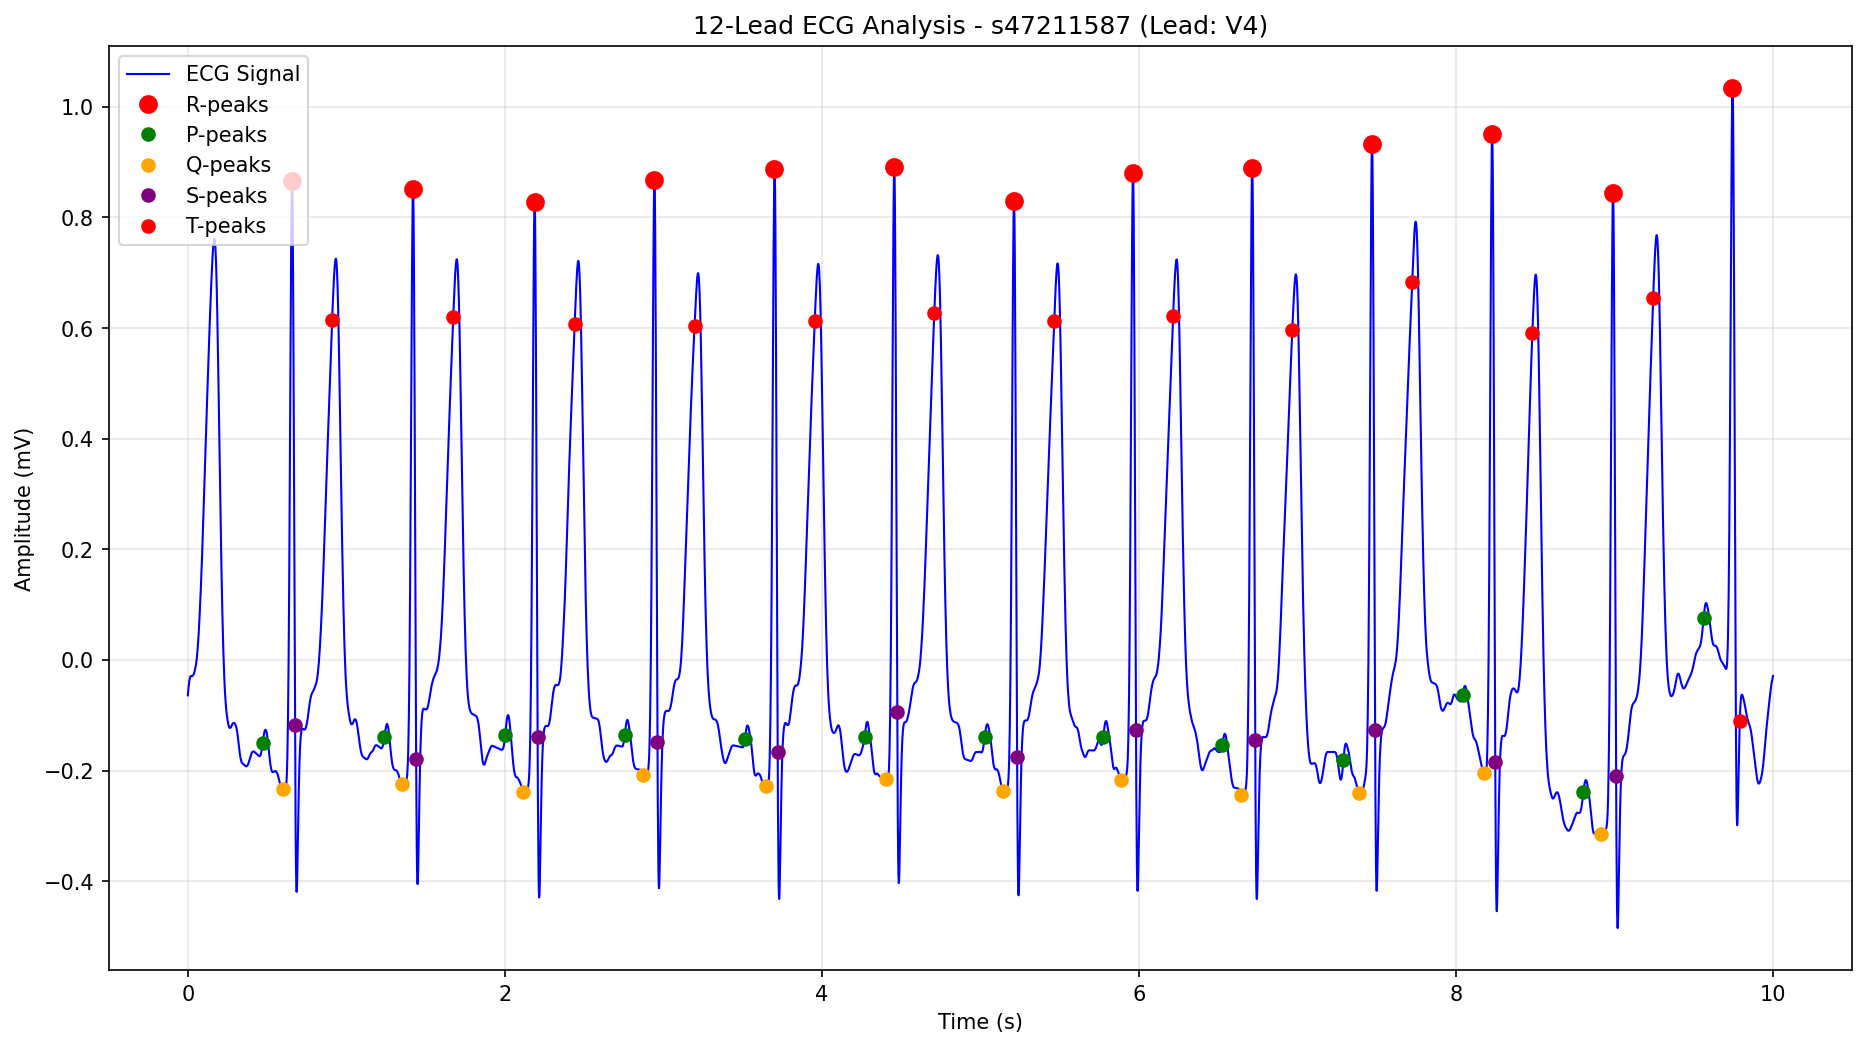 12-Lead ECG Analysis - s47211587 (Lead: V4)
ECG Signal
R-peaks
P-peaks
Q-peaks
S-peaks
T-peaks
Amplitude (mV)
1.0
0.8
0.6
0.4
0.2
0.0
−0.2
−0.4
0 2 4 6 8 10
Time (s)